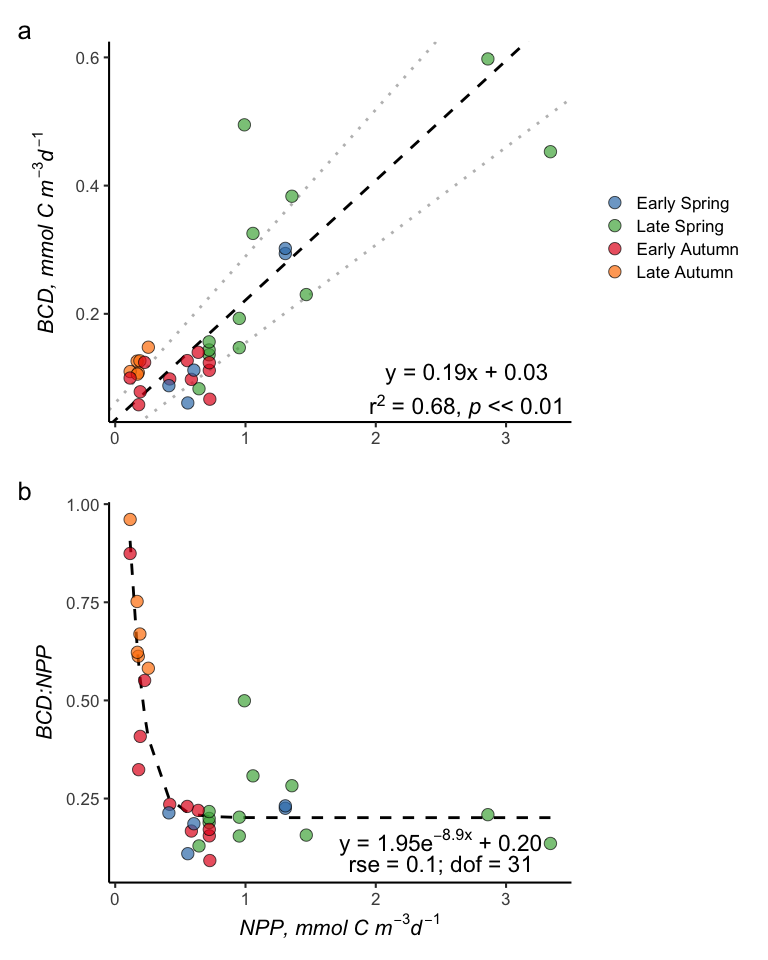 a
0.6
0.4
0.2
BCD, mmol C m⁻³d⁻¹
y = 0.19x + 0.03
r² = 0.68, p << 0.01
0 1 2 3
Early Spring
Late Spring
Early Autumn
Late Autumn
b
1.00
0.75
0.50
0.25
BCD:NPP
y = 1.95e⁻⁸·⁹ˣ + 0.20
rse = 0.1; dof = 31
0 1 2 3
NPP, mmol C m⁻³d⁻¹